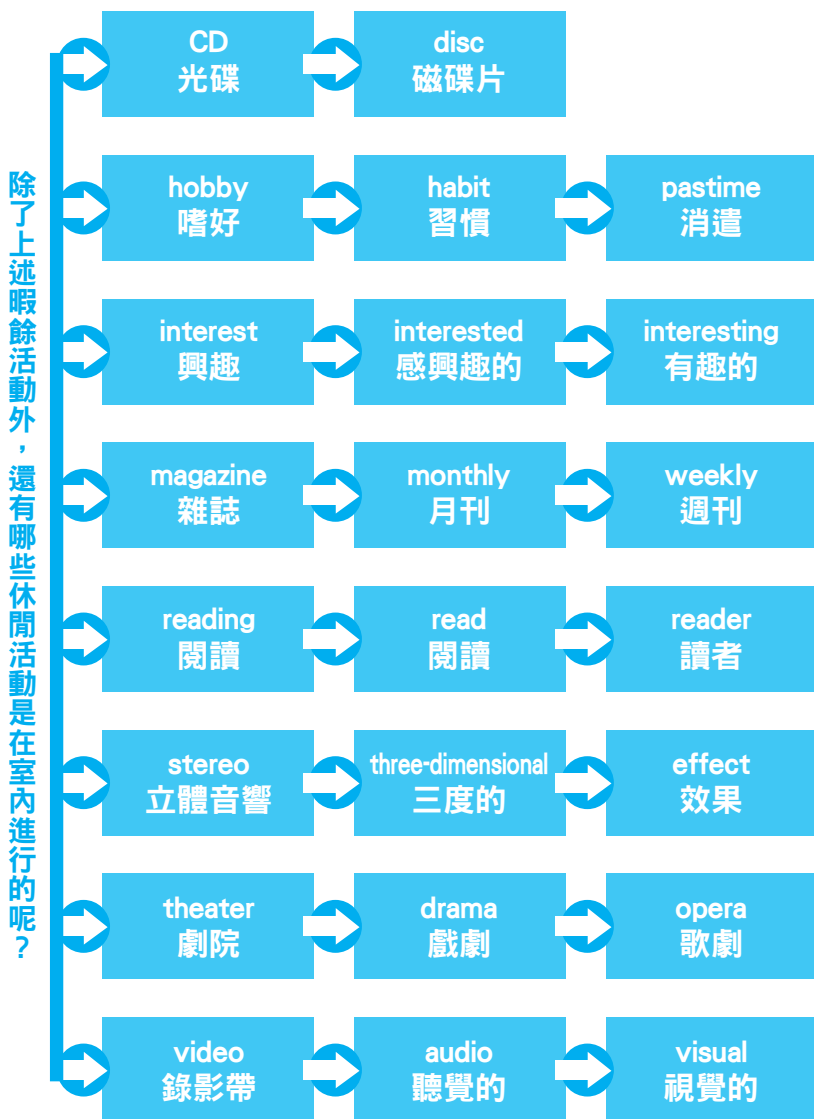 除了上述暇餘活動外，還有哪些休閒活動是在室內進行的呢？
CD
光碟
disc
磁碟片
hobby
嗜好
habit
習慣
pastime
消遣
interest
興趣
interested
感興趣的
interesting
有趣的
magazine
雜誌
monthly
月刊
weekly
週刊
reading
閱讀
read
閱讀
reader
讀者
stereo
立體音響
three-dimensional
三度的
effect
效果
theater
劇院
drama
戲劇
opera
歌劇
video
錄影帶
audio
聽覺的
visual
視覺的